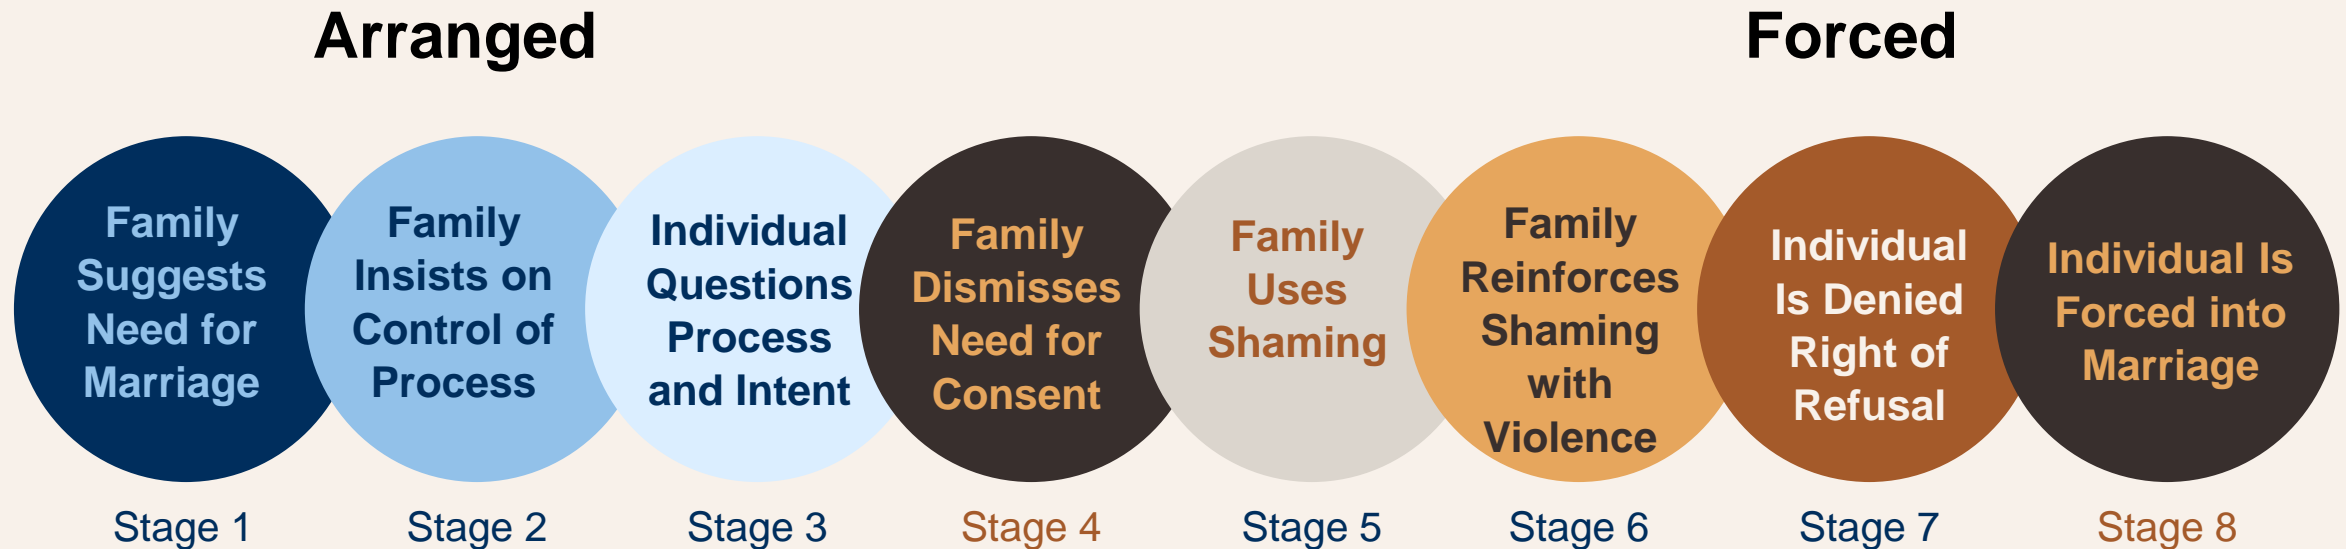 Arranged
Forced
Family
Suggests
Need for
Marriage
Family
Insists on
Control of
Process
Individual
Questions
Process
and Intent
Family
Dismisses
Need for
Consent
Family
Uses
Shaming
Family
Reinforces
Shaming
with
Violence
Individual
Is Denied
Right of
Refusal
Individual Is
Forced into
Marriage
Stage 1
Stage 2
Stage 3
Stage 4
Stage 5
Stage 6
Stage 7
Stage 8